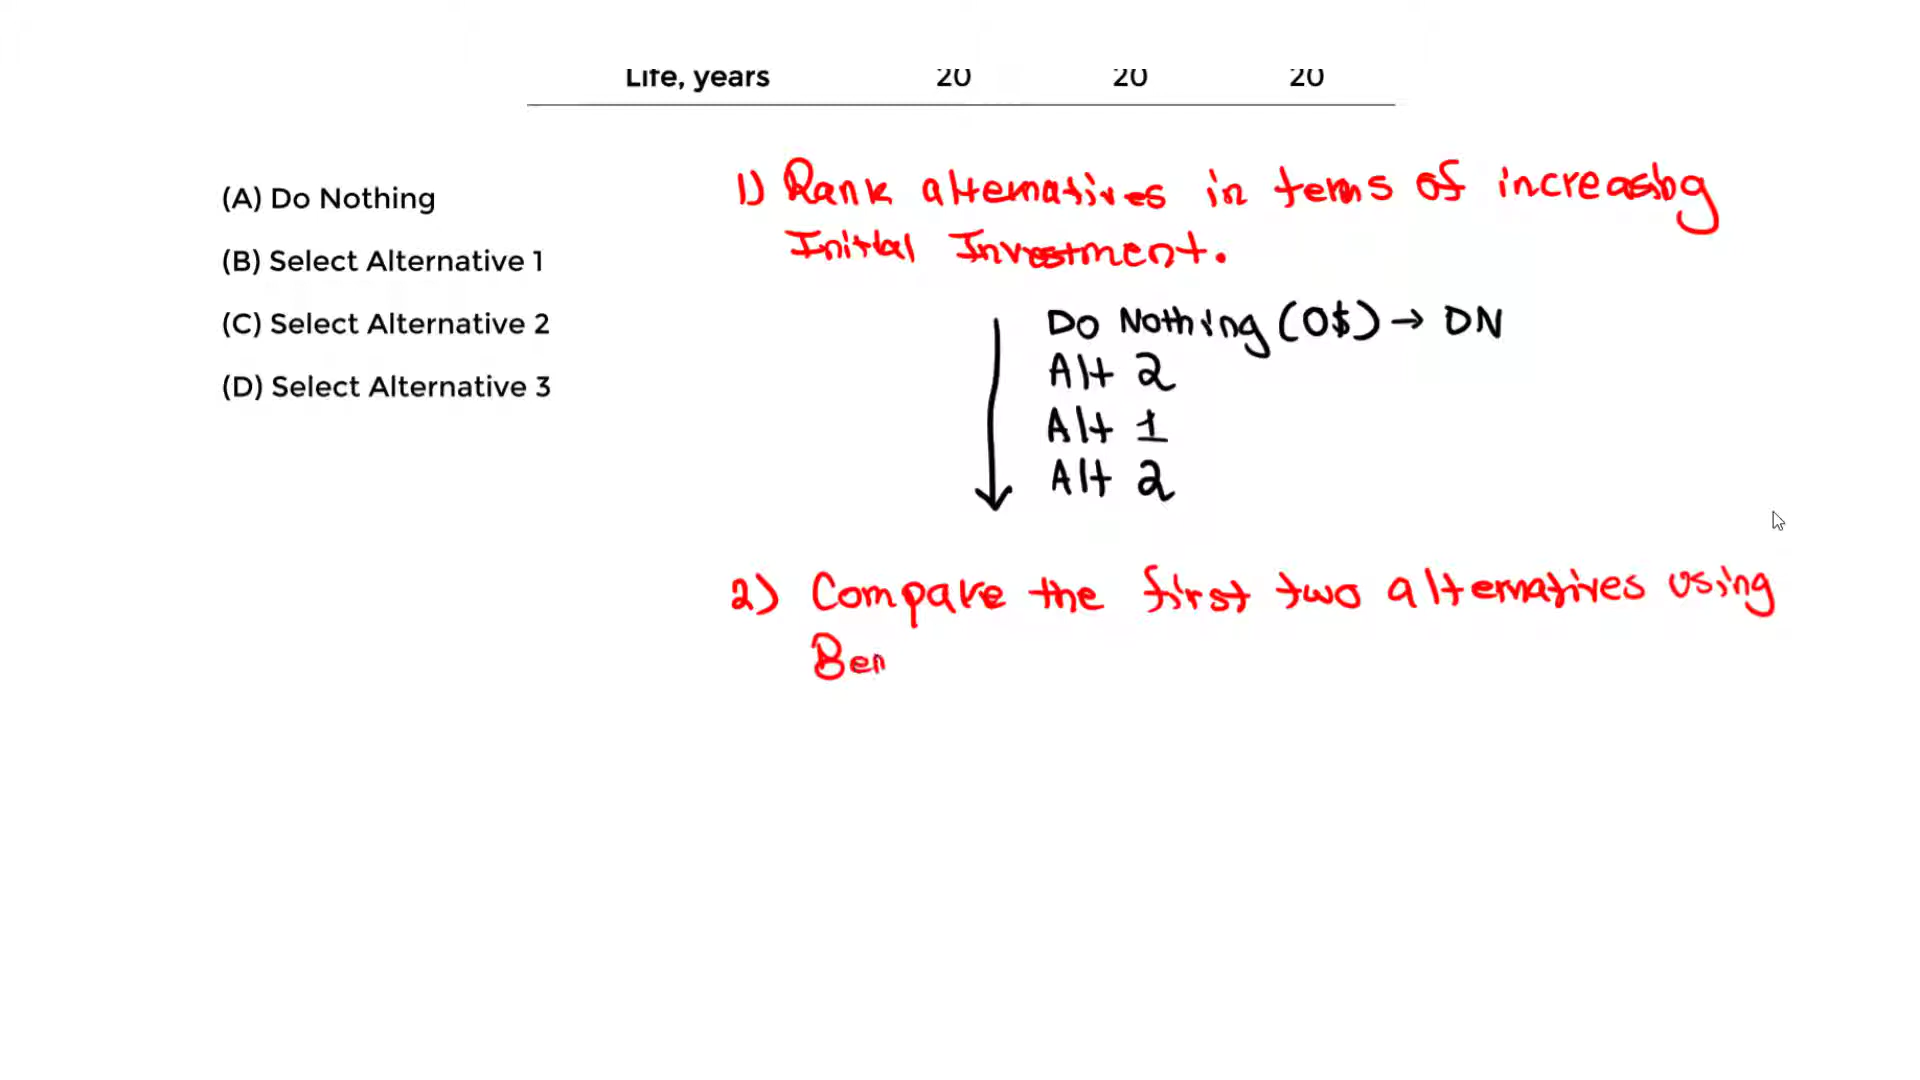 Life, years 20 20 20
(A) Do Nothing
(B) Select Alternative 1
(C) Select Alternative 2
(D) Select Alternative 3
1) Rank alternatives in terms of increasing
Initial Investment.
Do Nothing (0$) → DN
Alt 2
Alt 1
Alt 2
2) Compare the first two alternatives using
Ben